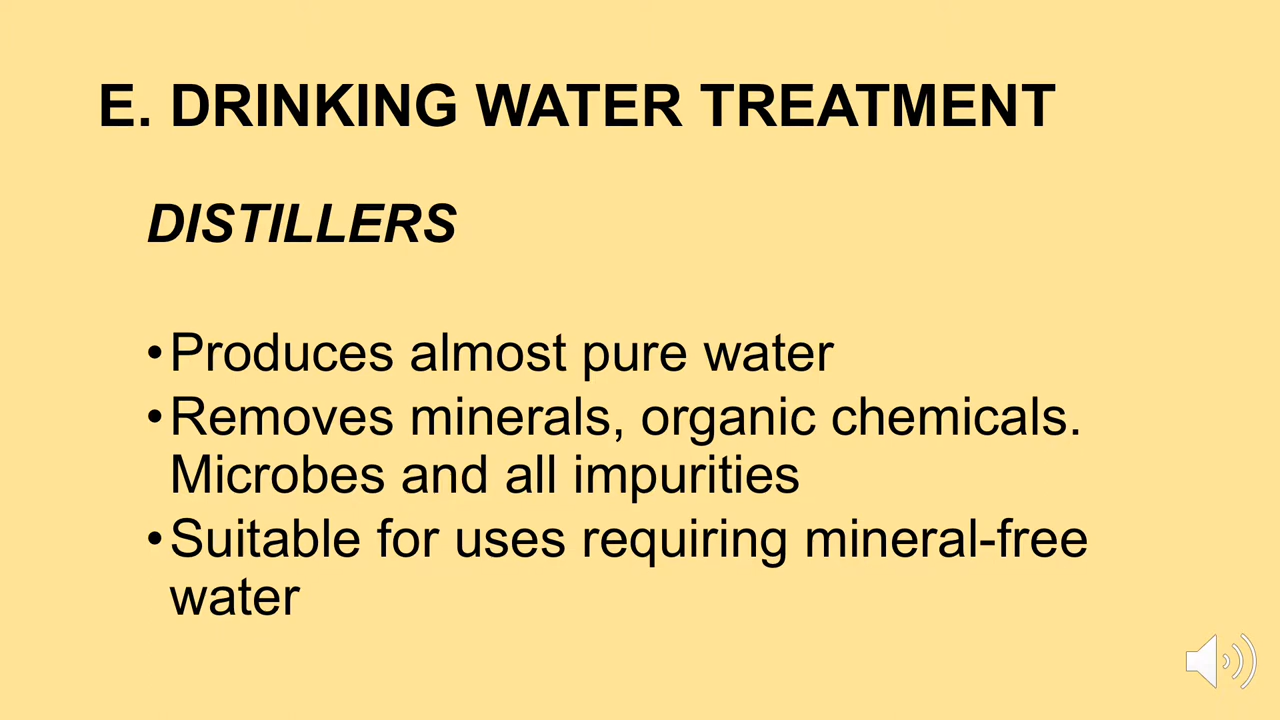 E. DRINKING WATER TREATMENT
DISTILLERS
•Produces almost pure water
•Removes minerals, organic chemicals.
Microbes and all impurities
•Suitable for uses requiring mineral-free
water